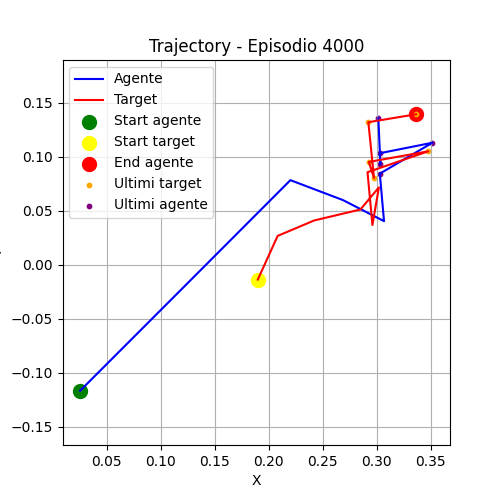 Trajectory - Episodio 4000
Agente
Target
Start agente
Start target
End agente
Ultimi target
Ultimi agente
0.15
0.10
0.05
0.00
−0.05
−0.10
−0.15
0.05 0.10 0.15 0.20 0.25 0.30 0.35
X